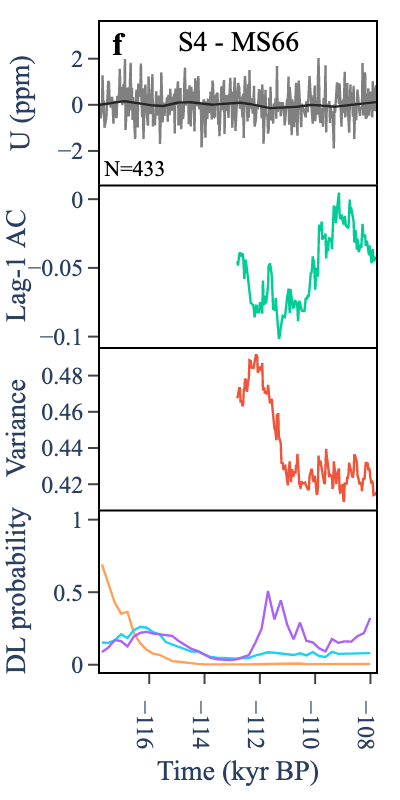 f S4 - MS66
U (ppm)
2
0
−2
N=433
Lag-1 AC
0
−0.05
−0.1
Variance
0.48
0.46
0.44
0.42
DL probability
1
0.5
0
−116 −114 −112 −110 −108
Time (kyr BP)